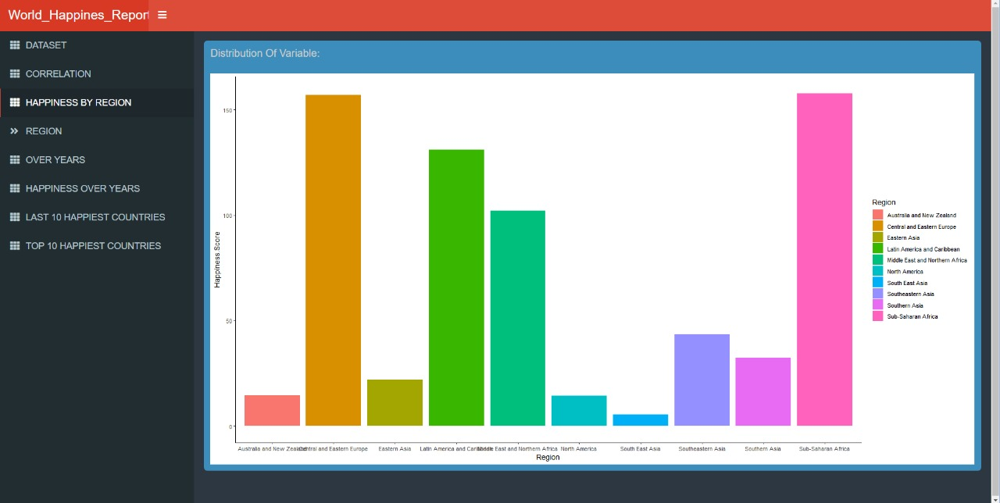 World_Happines_Repor
DATASET
CORRELATION
HAPPINESS BY REGION
REGION
OVER YEARS
HAPPINESS OVER YEARS
LAST 10 HAPPIEST COUNTRIES
TOP 10 HAPPIEST COUNTRIES
Distribution Of Variable:
Happiness Score
150
100
50
0
Australia and New Zealand
Central and Eastern Europe
Eastern Asia
Latin America and Caribbean
Middle East and Northern Africa
North America
South East Asia
Southeastern Asia
Southern Asia
Sub-Saharan Africa
Region
Region
Australia and New Zealand
Central and Eastern Europe
Eastern Asia
Latin America and Caribbean
Middle East and Northern Africa
North America
South East Asia
Southeastern Asia
Southern Asia
Sub-Saharan Africa